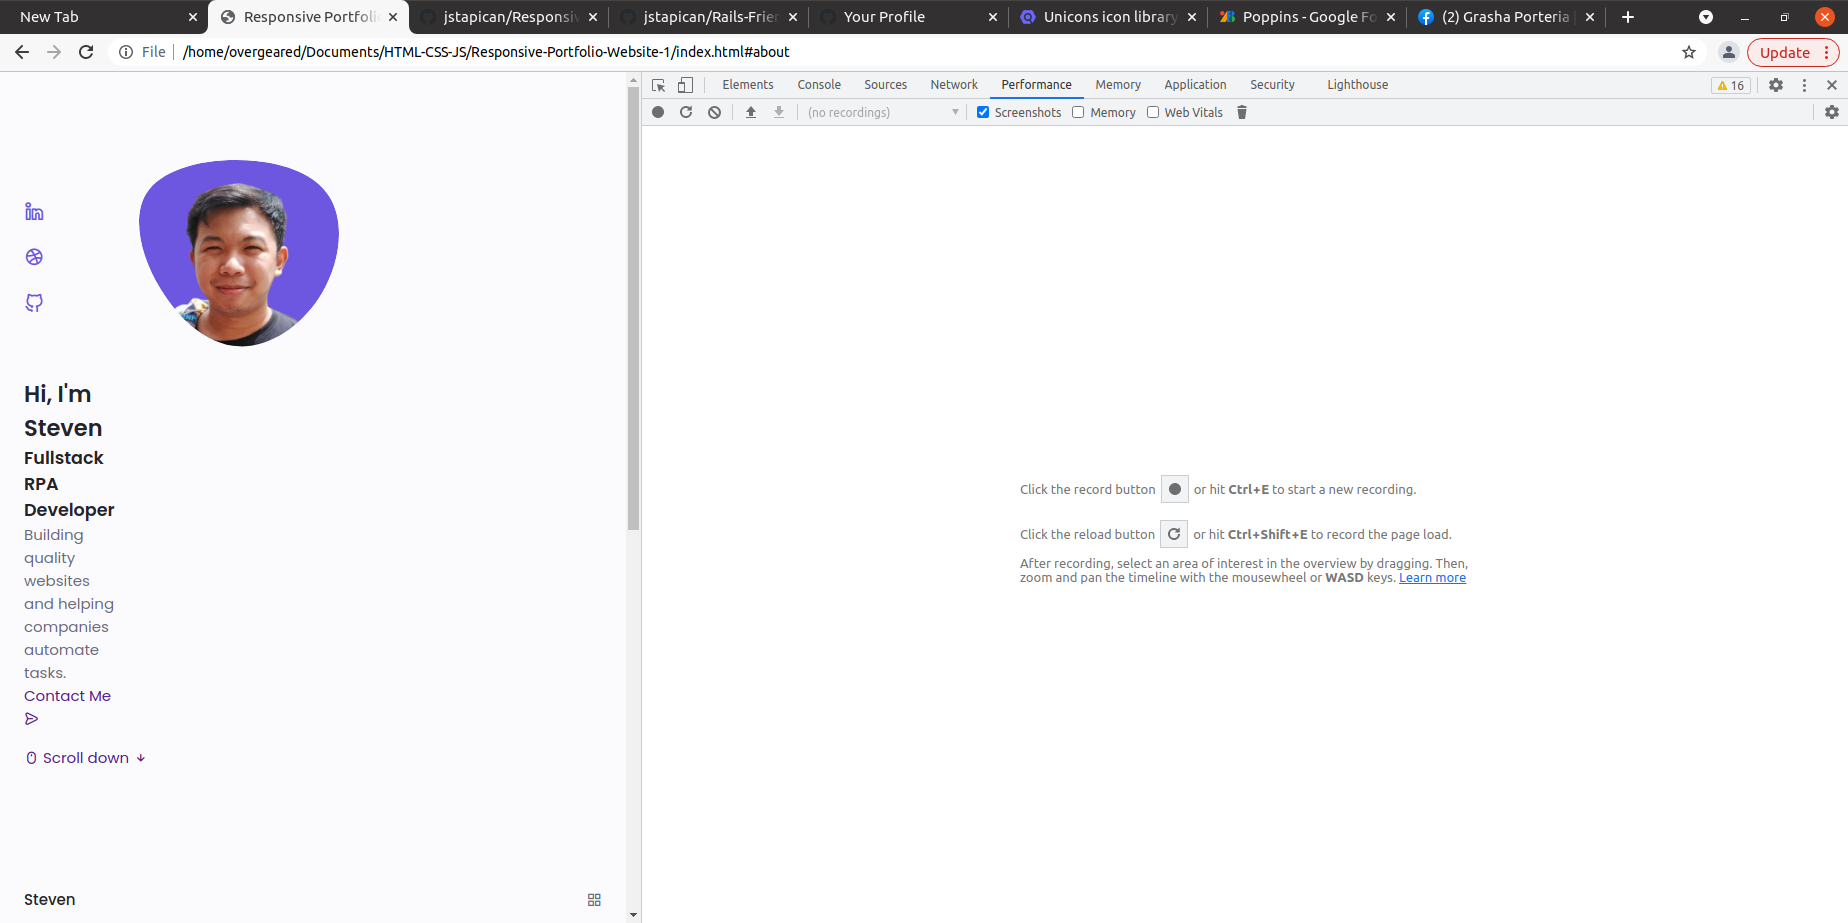 New Tab
Responsive Portfoli
jstapican/Responsiv
jstapican/Rails-Frien
Your Profile
Unicons icon library
Poppins - Google Fo
(2) Grasha Porteria |
File
/home/overgeared/Documents/HTML-CSS-JS/Responsive-Portfolio-Website-1/index.html#about
Update
Elements
Console
Sources
Network
Performance
Memory
Application
Security
Lighthouse
16
(no recordings)
Screenshots
Memory
Web Vitals
Hi, I'm
Steven
Fullstack
RPA
Developer
Building
quality
websites
and helping
companies
automate
tasks.
Contact Me
Scroll down
Steven
Click the record button or hit Ctrl+E to start a new recording.
Click the reload button or hit Ctrl+Shift+E to record the page load.
After recording, select an area of interest in the overview by dragging. Then,
zoom and pan the timeline with the mousewheel or WASD keys. Learn more